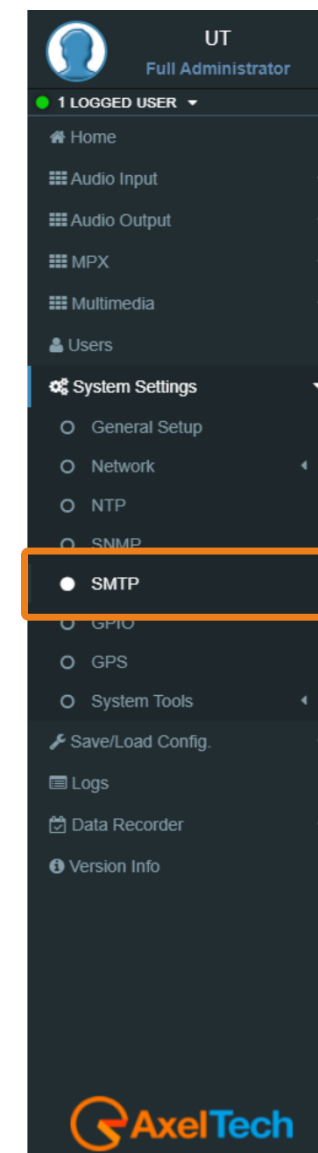 UT
Full Administrator
1 LOGGED USER
Home
Audio Input
Audio Output
MPX
Multimedia
Users
System Settings
General Setup
Network
NTP
SNMP
SMTP
GPIO
GPS
System Tools
Save/Load Config.
Logs
Data Recorder
Version Info
AxelTech